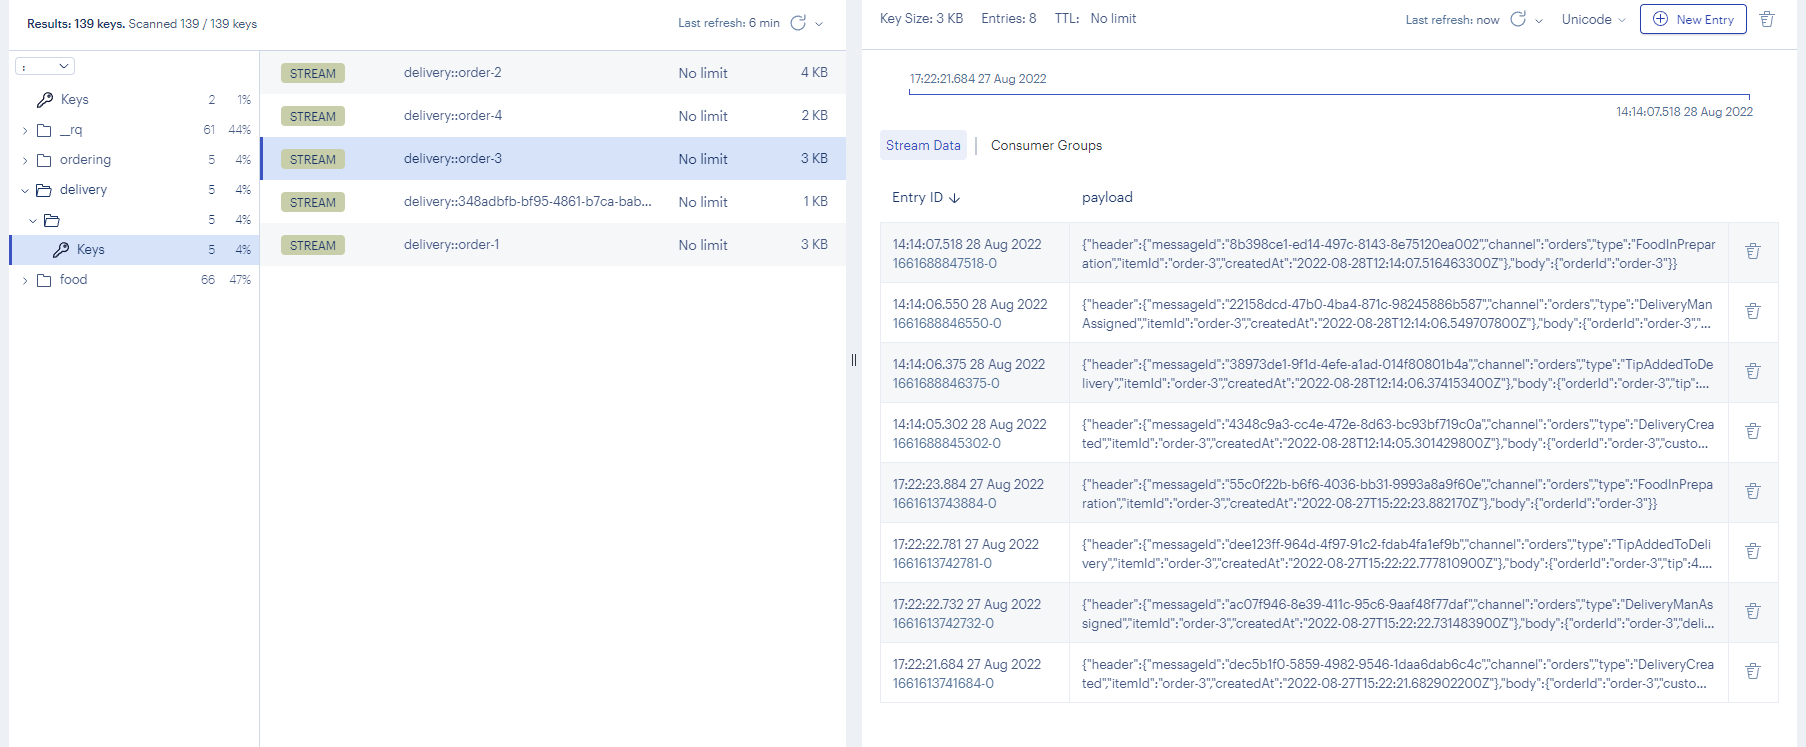 Results: 139 keys. Scanned 139 / 139 keys
Last refresh: 6 min
:
Keys 2 1%
__rq 61 44%
ordering 5 4%
delivery 5 4%
5 4%
Keys 5 4%
food 66 47%
STREAM delivery::order-2 No limit 4 KB
STREAM delivery::order-4 No limit 2 KB
STREAM delivery::order-3 No limit 3 KB
STREAM delivery::348adbfb-bf95-4861-b7ca-bab... No limit 1 KB
STREAM delivery::order-1 No limit 3 KB
Key Size: 3 KB Entries: 8 TTL: No limit
Last refresh: now Unicode New Entry
17:22:21.684 27 Aug 2022
14:14:07.518 28 Aug 2022
Stream Data Consumer Groups
Entry ID payload
14:14:07.518 28 Aug 2022
1661688847518-0
{"header":{"messageId":"8b398ce1-ed14-497c-8143-8e75120ea002","channel":"orders","type":"FoodInPrepar
ation","itemId":"order-3","createdAt":"2022-08-28T12:14:07.516463300Z"},"body":{"orderId":"order-3"}}
14:14:06.550 28 Aug 2022
1661688846550-0
{"header":{"messageId":"22158dcd-47b0-4ba4-871c-98245886b587","channel":"orders","type":"DeliveryMan
Assigned","itemId":"order-3","createdAt":"2022-08-28T12:14:06.549707800Z"},"body":{"orderId":"order-3","...
14:14:06.375 28 Aug 2022
1661688846375-0
{"header":{"messageId":"38973de1-9f1d-4efe-a1ad-014f80801b4a","channel":"orders","type":"TipAddedToDe
livery","itemId":"order-3","createdAt":"2022-08-28T12:14:06.374153400Z"},"body":{"orderId":"order-3","tip":...
14:14:05.302 28 Aug 2022
1661688845302-0
{"header":{"messageId":"4348c9a3-cc4e-472e-8d63-bc93bf719c0a","channel":"orders","type":"DeliveryCrea
ted","itemId":"order-3","createdAt":"2022-08-28T12:14:05.301429800Z"},"body":{"orderId":"order-3","custo...
17:22:23.884 27 Aug 2022
1661613743884-0
{"header":{"messageId":"55c0f22b-b6f6-4036-bb31-9993a8a9f60e","channel":"orders","type":"FoodInPrepa
ration","itemId":"order-3","createdAt":"2022-08-27T15:22:23.882170Z"},"body":{"orderId":"order-3"}}
17:22:22.781 27 Aug 2022
1661613742781-0
{"header":{"messageId":"dee123ff-964d-4f97-91c2-fdab4fa1ef9b","channel":"orders","type":"TipAddedToDeli
very","itemId":"order-3","createdAt":"2022-08-27T15:22:22.777810900Z"},"body":{"orderId":"order-3","tip":4....
17:22:22.732 27 Aug 2022
1661613742732-0
{"header":{"messageId":"ac07f946-8e39-411c-95c6-9aaf48f77daf","channel":"orders","type":"DeliveryManAs
signed","itemId":"order-3","createdAt":"2022-08-27T15:22:22.731483900Z"},"body":{"orderId":"order-3","deli...
17:22:21.684 27 Aug 2022
1661613741684-0
{"header":{"messageId":"dec5b1f0-5859-4982-9546-1daa6dab6c4c","channel":"orders","type":"DeliveryCrea
ted","itemId":"order-3","createdAt":"2022-08-27T15:22:21.682902200Z"},"body":{"orderId":"order-3","custo...